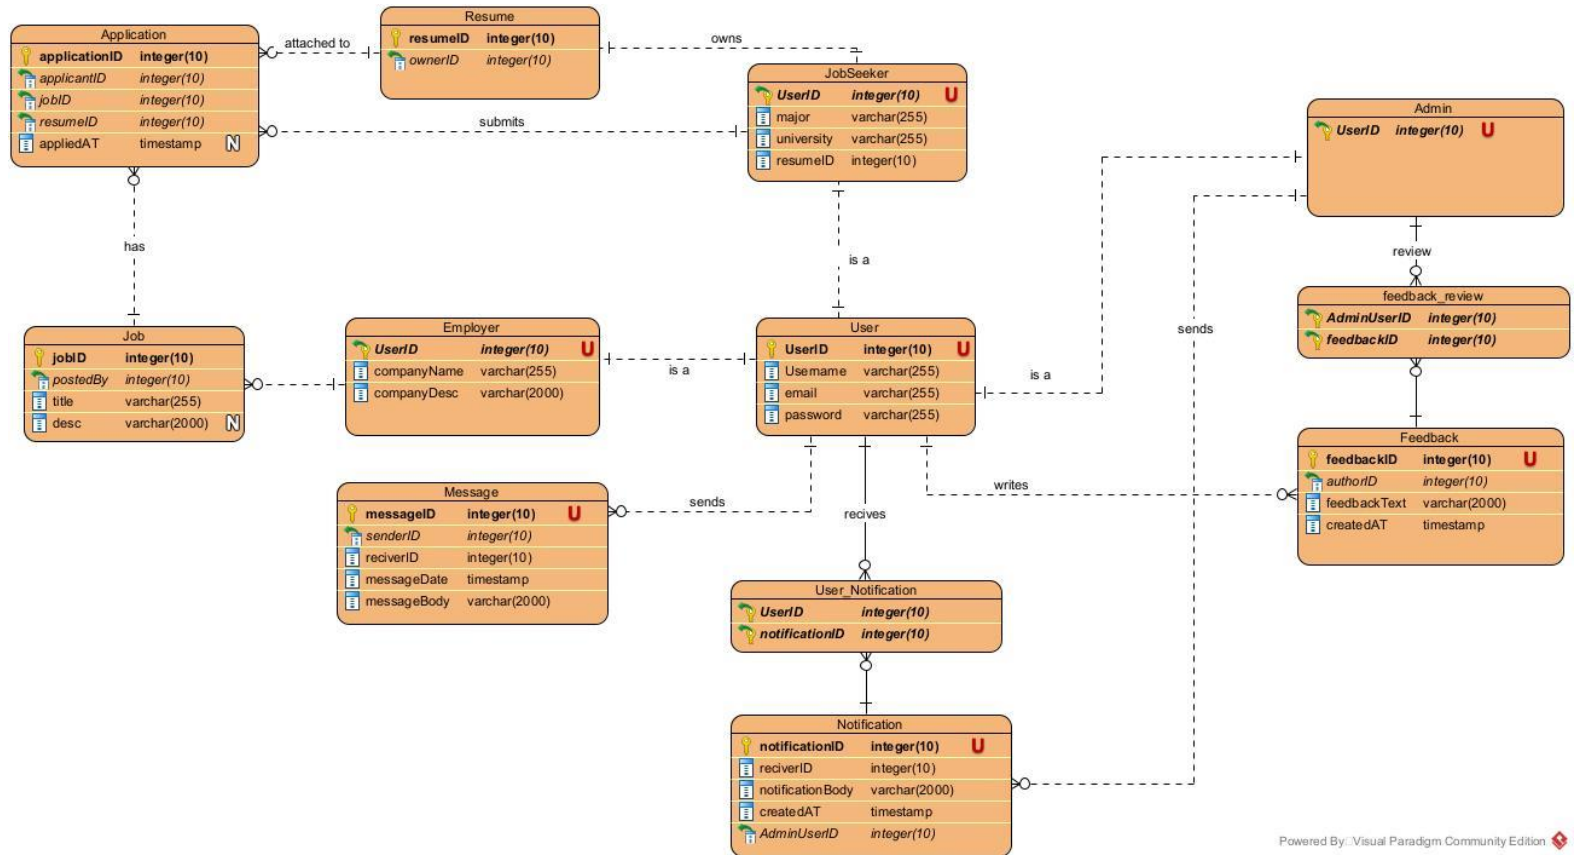 Application
applicationID integer(10)
applicantID integer(10)
jobID integer(10)
resumeID integer(10)
appliedAT timestamp N
attached to
Resume
resumeID integer(10)
ownerID integer(10)
owns
submits
JobSeeker
UserID integer(10) U
major varchar(255)
university varchar(255)
resumeID integer(10)
Admin
UserID integer(10) U
has
is a
review
sends
feedback_review
AdminUserID integer(10)
feedbackID integer(10)
Job
jobID integer(10)
postedBy integer(10)
title varchar(255)
desc varchar(2000) N
Employer
UserID integer(10) U
companyName varchar(255)
companyDesc varchar(2000)
is a
User
UserID integer(10) U
Username varchar(255)
email varchar(255)
password varchar(255)
is a
Feedback
feedbackID integer(10) U
authorID integer(10)
feedbackText varchar(2000)
createdAT timestamp
Message
messageID integer(10) U
senderID integer(10)
reciverID integer(10)
messageDate timestamp
messageBody varchar(2000)
sends
recives
writes
User_Notification
UserID integer(10)
notificationID integer(10)
Notification
notificationID integer(10) U
reciverID integer(10)
notificationBody varchar(2000)
createdAT timestamp
AdminUserID integer(10)
Powered By Visual Paradigm Community Edition